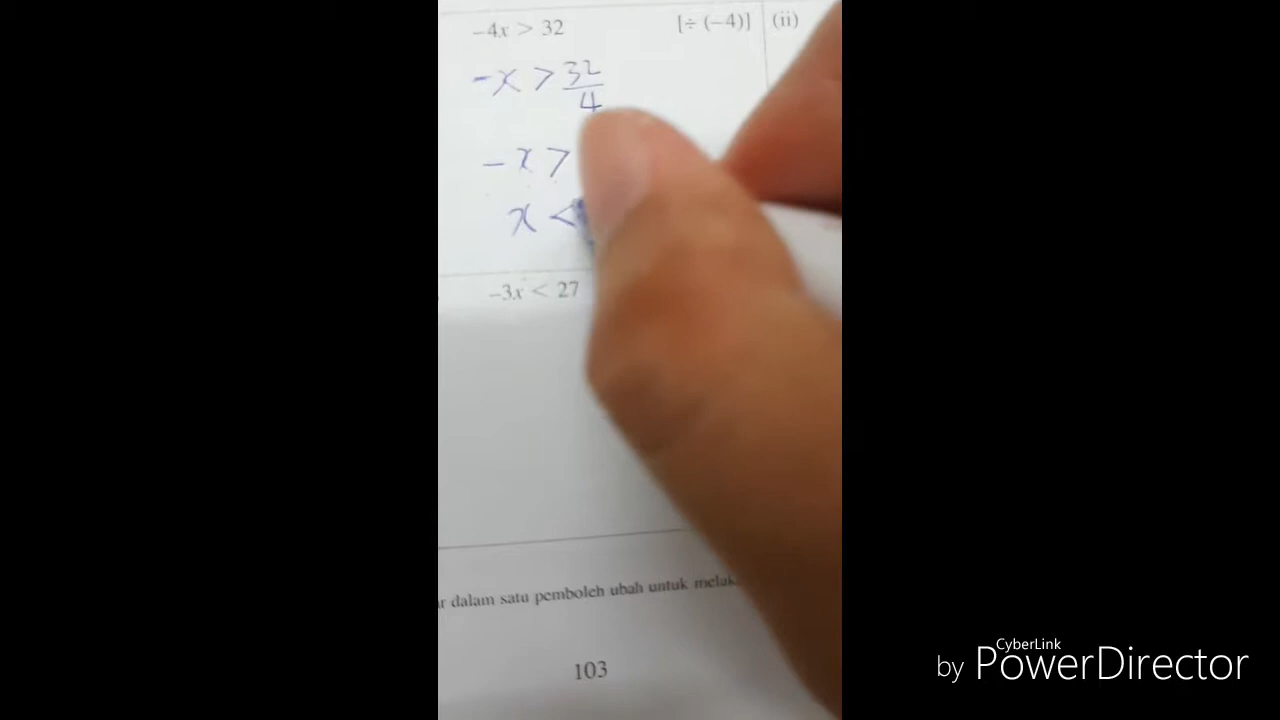 -4x > 32 [÷ (-4)] (ii)
-x > 32/4
-x >
x <
-3x < 27
dalam satu pemboleh ubah untuk
103
CyberLink
by PowerDirector